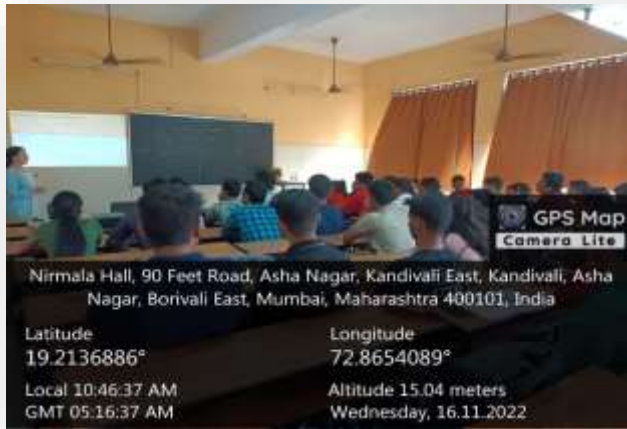 GPS Map
Camera Lite
Nirmala Hall, 90 Feet Road, Asha Nagar, Kandivali East, Kandivali, Asha
Nagar, Borivali East, Mumbai, Maharashtra 400101, India
Latitude
19.2136886°
Longitude
72.8654089°
Local 10:46:37 AM
GMT 05:16:37 AM
Altitude 15.04 meters
Wednesday, 16.11.2022